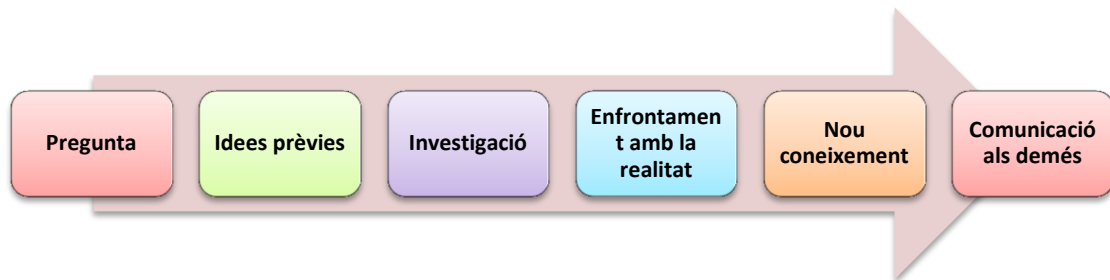 Pregunta
Idees prèvies
Investigació
Enfrontamen
t amb la
realitat
Nou
coneixement
Comunicació
als demés